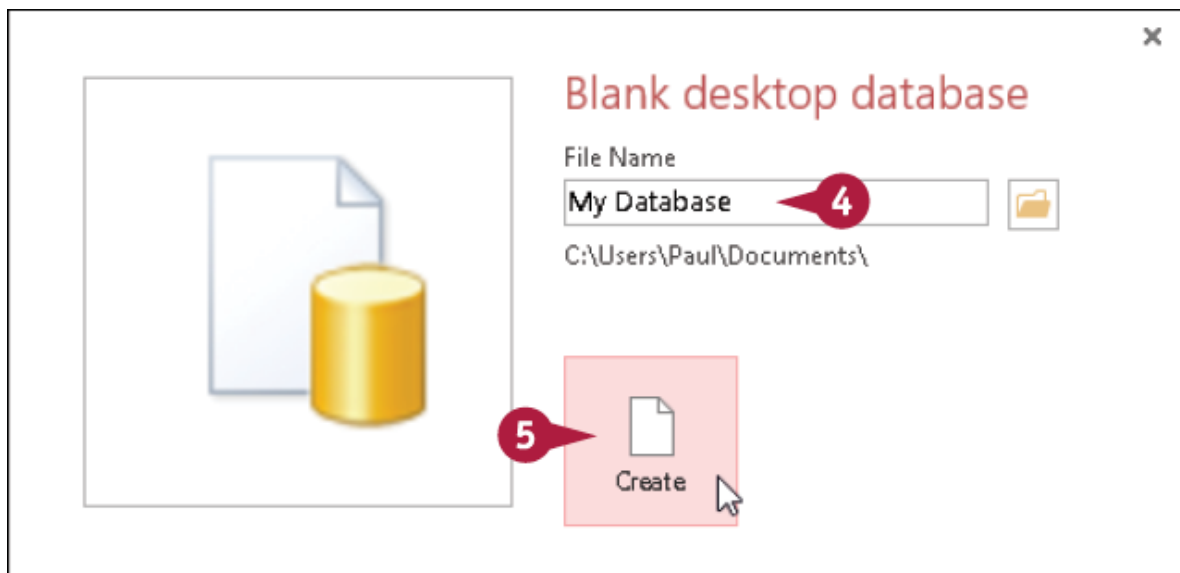 Blank desktop database
File Name
My Database 4
C:\Users\Paul\Documents\
5
Create